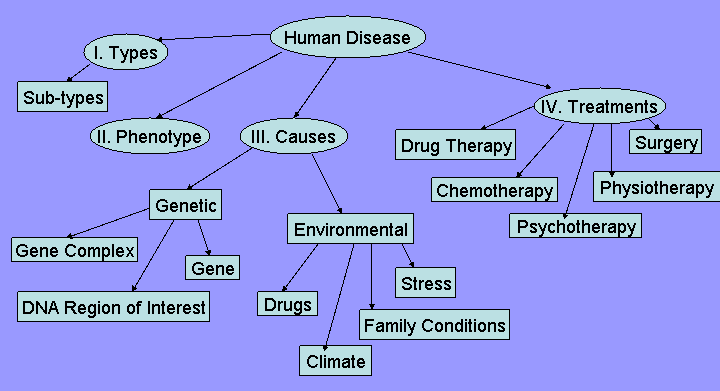 Human Disease
I. Types
Sub-types
II. Phenotype
III. Causes
IV. Treatments
Drug Therapy
Surgery
Chemotherapy
Physiotherapy
Psychotherapy
Genetic
Environmental
Gene Complex
Gene
DNA Region of Interest
Drugs
Stress
Family Conditions
Climate